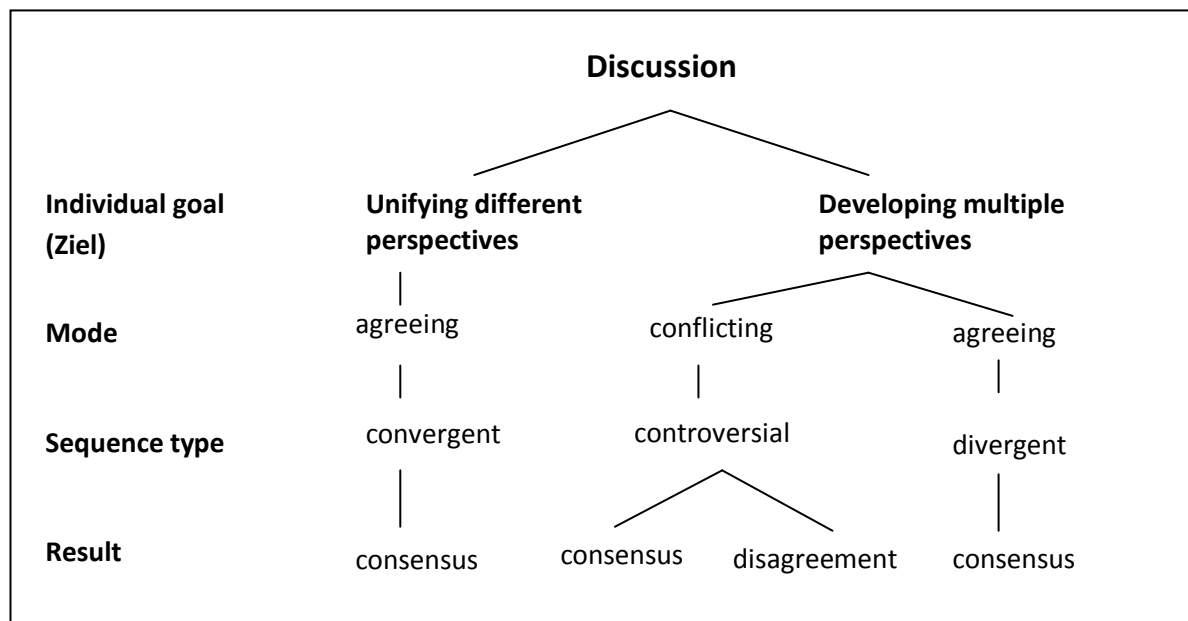 Discussion
Individual goal
(Ziel)
Unifying different
perspectives
Developing multiple
perspectives
Mode
agreeing
conflicting
agreeing
Sequence type
convergent
controversial
divergent
Result
consensus
consensus
disagreement
consensus